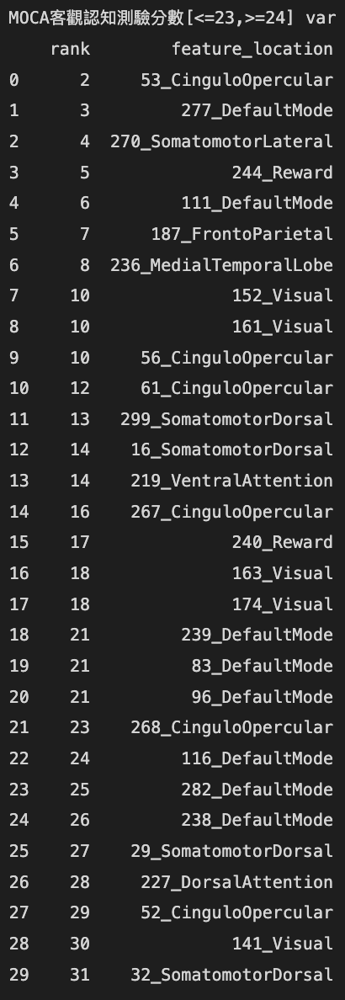 MOCA客觀認知測驗分數[<=23,>=24] var
rank feature_location
0 2 53_CinguloOpercular
1 3 277_DefaultMode
2 4 270_SomatomotorLateral
3 5 244_Reward
4 6 111_DefaultMode
5 7 187_FrontoParietal
6 8 236_MedialTemporalLobe
7 10 152_Visual
8 10 161_Visual
9 10 56_CinguloOpercular
10 12 61_CinguloOpercular
11 13 299_SomatomotorDorsal
12 14 16_SomatomotorDorsal
13 14 219_VentralAttention
14 16 267_CinguloOpercular
15 17 240_Reward
16 18 163_Visual
17 18 174_Visual
18 21 239_DefaultMode
19 21 83_DefaultMode
20 21 96_DefaultMode
21 23 268_CinguloOpercular
22 24 116_DefaultMode
23 25 282_DefaultMode
24 26 238_DefaultMode
25 27 29_SomatomotorDorsal
26 28 227_DorsalAttention
27 29 52_CinguloOpercular
28 30 141_Visual
29 31 32_SomatomotorDorsal